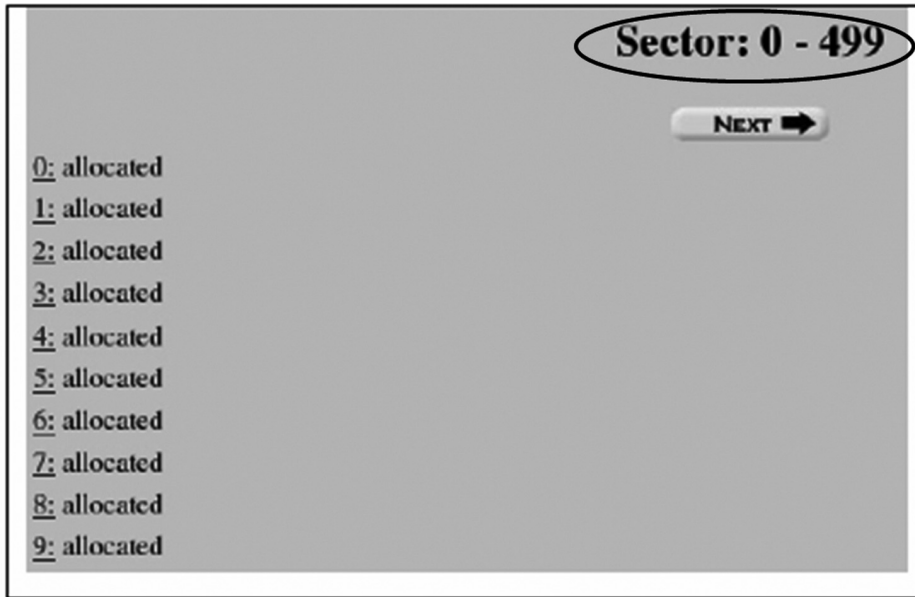 Sector: 0 - 499
NEXT
0: allocated
1: allocated
2: allocated
3: allocated
4: allocated
5: allocated
6: allocated
7: allocated
8: allocated
9: allocated